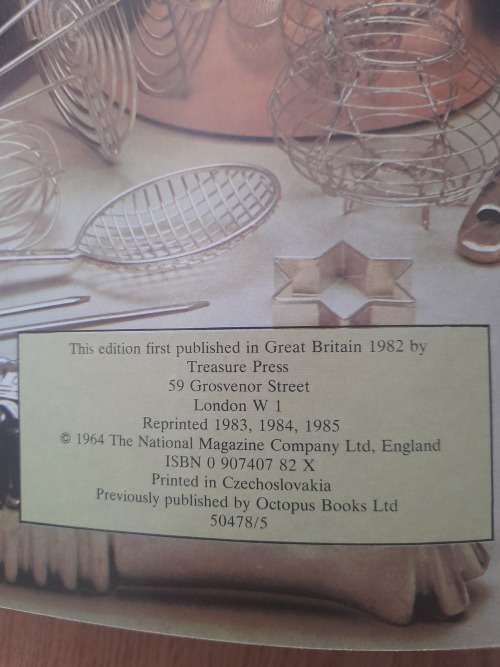 This edition first published in Great Britain 1982 by
Treasure Press
59 Grosvenor Street
London W 1
Reprinted 1983, 1984, 1985
© 1964 The National Magazine Company Ltd, England
ISBN 0 907407 82 X
Printed in Czechoslovakia
Previously published by Octopus Books Ltd
50478/5